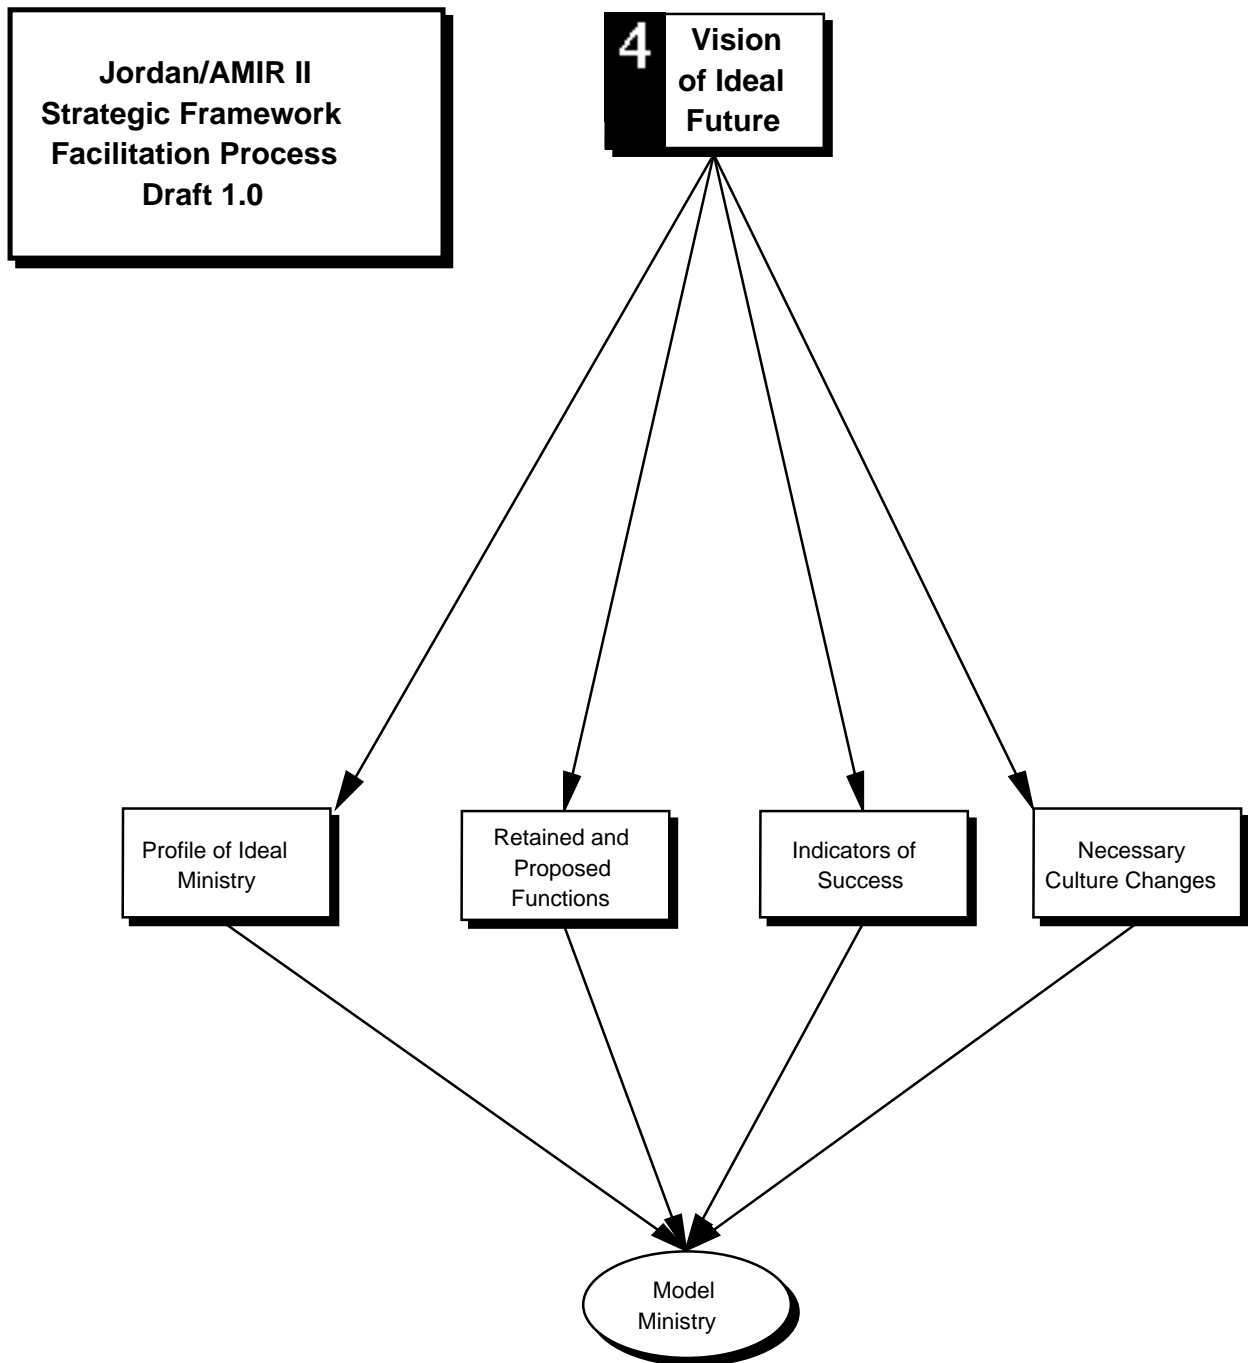 Jordan/AMIR II
Strategic Framework
Facilitation Process
Draft 1.0
4
Vision
of Ideal
Future
Profile of Ideal
Ministry
Retained and
Proposed
Functions
Indicators of
Success
Necessary
Culture Changes
Model
Ministry